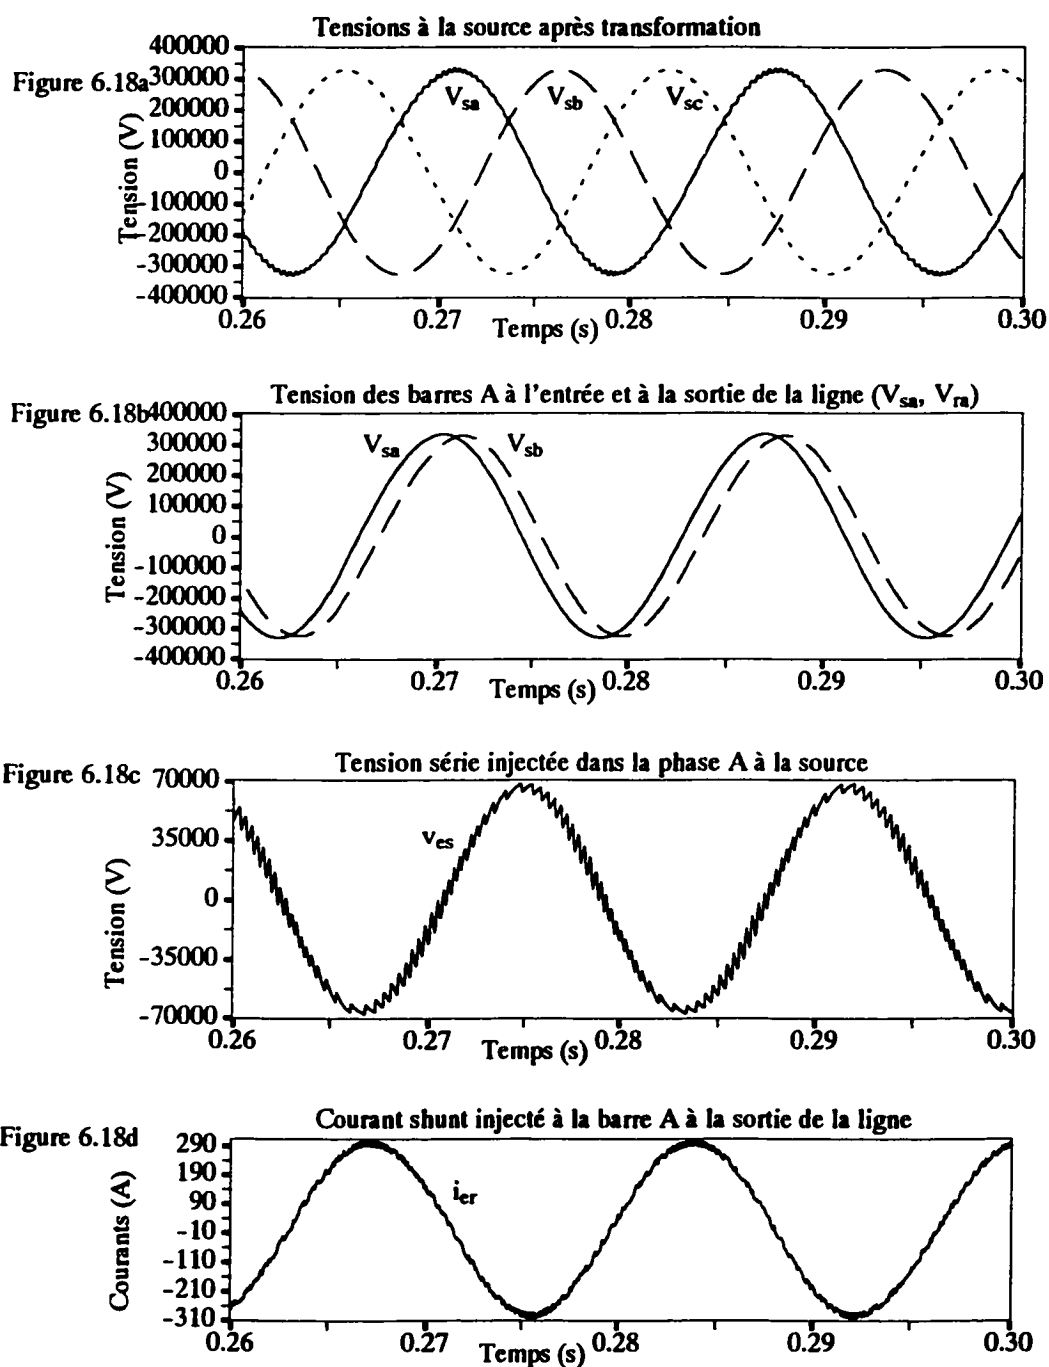 Tensions à la source après transformation
Figure 6.18a
400000
300000
200000
100000
0
-100000
-200000
-300000
-400000
Tension (V)
Vsa
Vsb
Vsc
0.26
0.27
0.28
0.29
0.30
Temps (s)
Tension des barres A à l'entrée et à la sortie de la ligne (Vsa, Vra)
Figure 6.18b
400000
300000
200000
100000
0
-100000
-200000
-300000
-400000
Tension (V)
Vsa
Vsb
0.26
0.27
0.28
0.29
0.30
Temps (s)
Tension série injectée dans la phase A à la source
Figure 6.18c
70000
35000
0
-35000
-70000
Tension (V)
ves
0.26
0.27
0.28
0.29
0.30
Temps (s)
Courant shunt injecté à la barre A à la sortie de la ligne
Figure 6.18d
290
190
90
-10
-110
-210
-310
Courants (A)
ier
0.26
0.27
0.28
0.29
0.30
Temps (s)